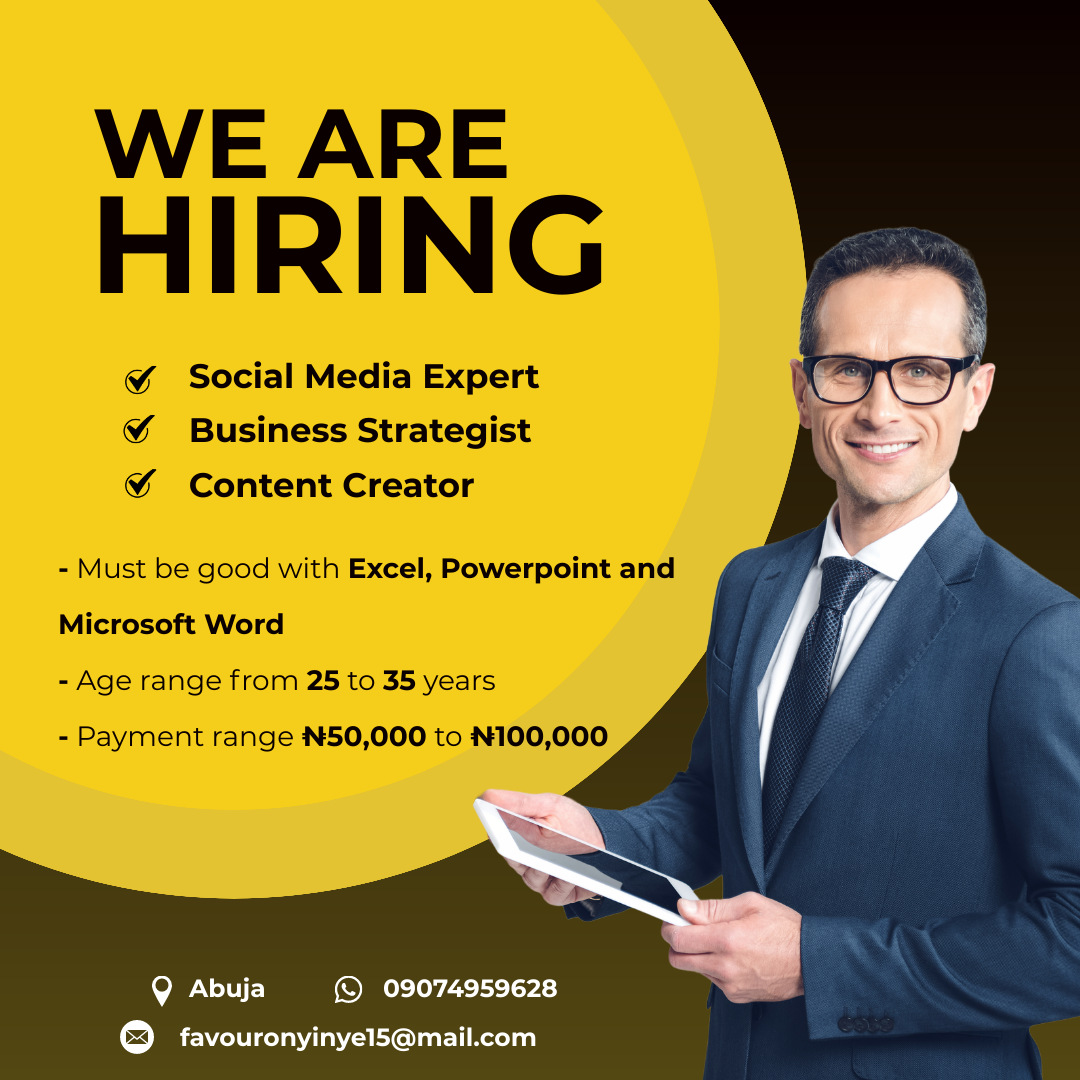 WE ARE
HIRING
Social Media Expert
Business Strategist
Content Creator
- Must be good with Excel, Powerpoint and
Microsoft Word
- Age range from 25 to 35 years
- Payment range ₦50,000 to ₦100,000
Abuja 09074959628
favouronyinye15@mail.com